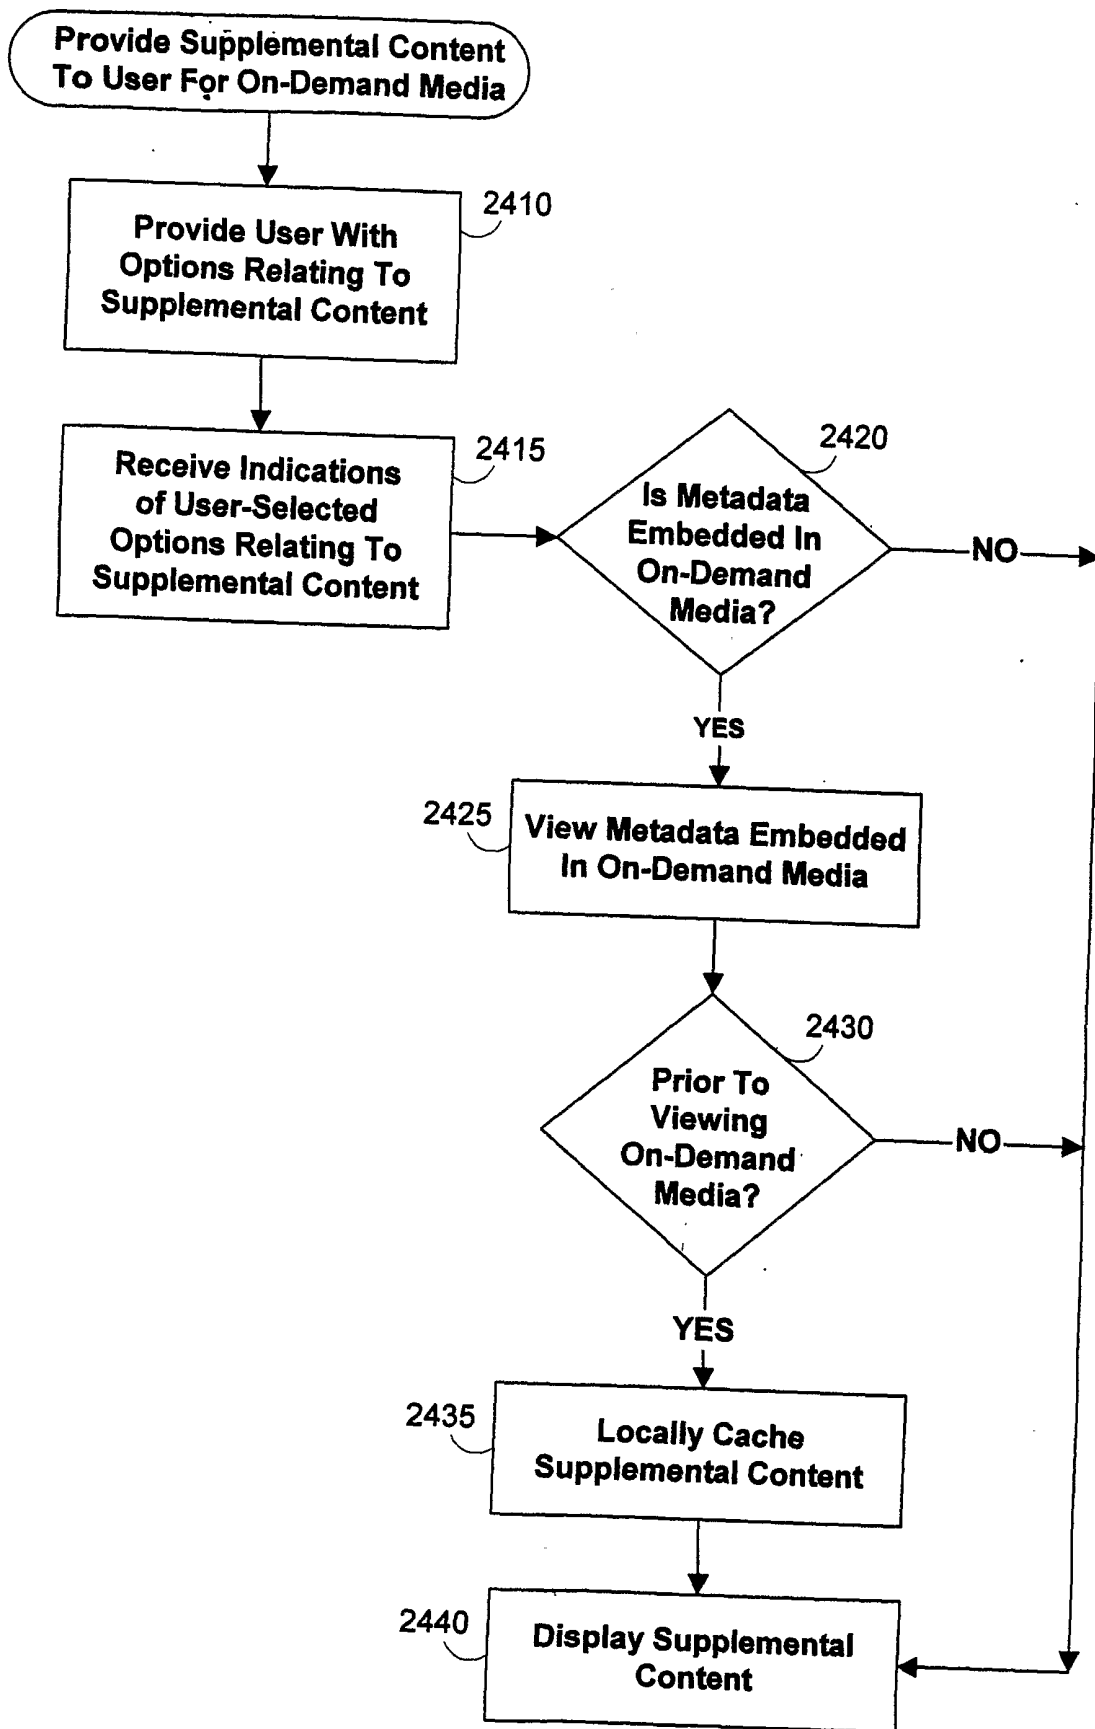 Provide Supplemental Content
To User For On-Demand Media
2410
Provide User With
Options Relating To
Supplemental Content
2415
Receive Indications
of User-Selected
Options Relating To
Supplemental Content
2420
Is Metadata
Embedded In
On-Demand
Media?
NO
YES
2425
View Metadata Embedded
In On-Demand Media
2430
Prior To
Viewing
On-Demand
Media?
NO
YES
2435
Locally Cache
Supplemental Content
2440
Display Supplemental
Content